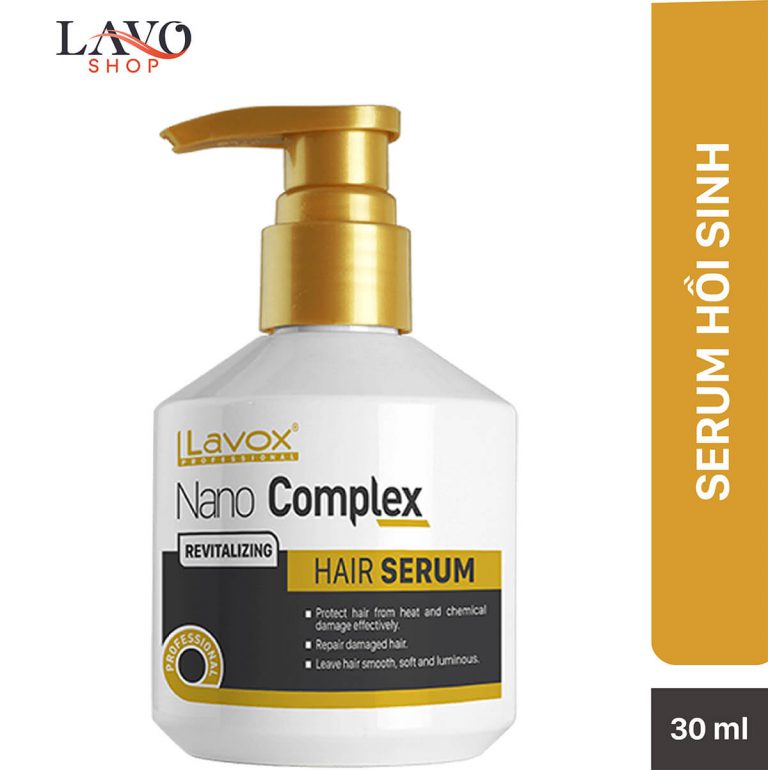 LAVO
SHOP
LLavox®
PROFESSIONAL
Nano Complex
REVITALIZING
HAIR SERUM
Protect hair from heat and chemical
damage effectively.
Repair damaged hair.
Leave hair smooth, soft and luminous.
PROFESSIONAL
SERUM HỒI SINH
30 ml